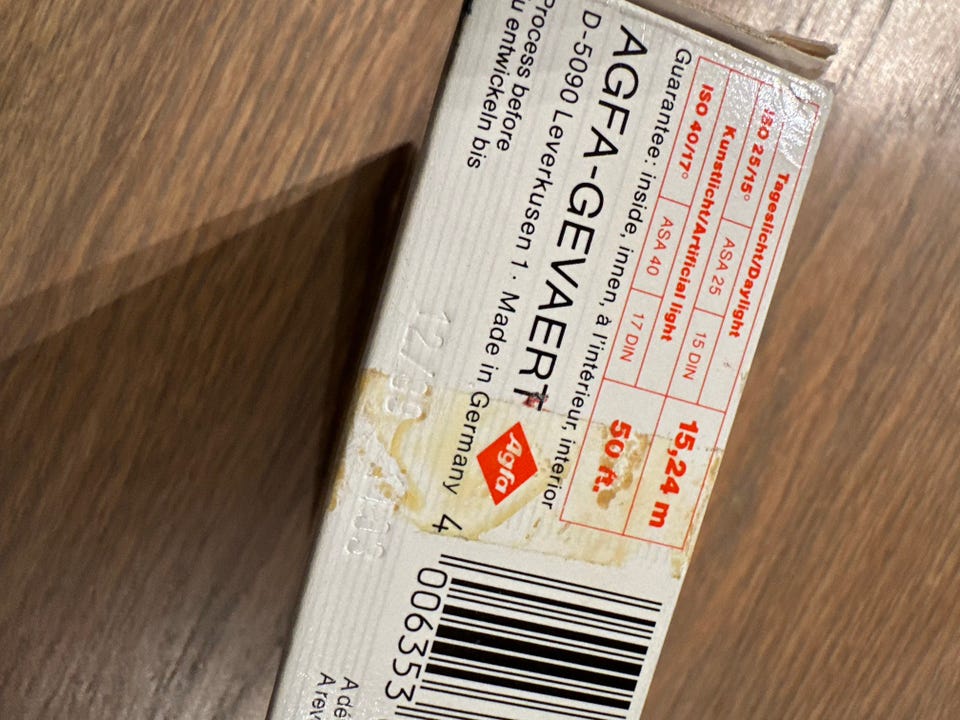 Tageslicht/Daylight
ISO 25/15° ASA 25 15 DIN
Kunstlicht/Artificial light
ISO 40/17° ASA 40 17 DIN
15,24 m
50 ft.
Guarantee: inside, innen, à l'intérieur, interior
AGFA-GEVAERT
Agfa
D-5090 Leverkusen 1 · Made in Germany
Process before
u entwickeln bis
4
006353
A dé
A rev